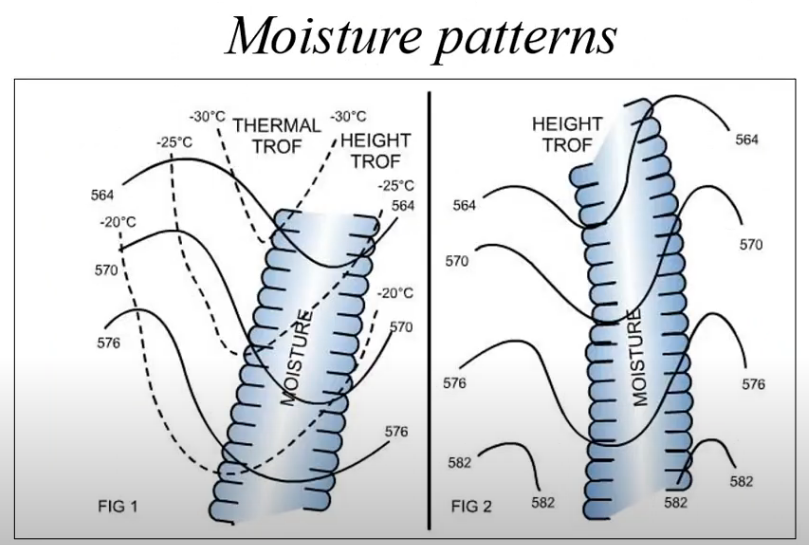 Moisture patterns
-30°C
THERMAL
TROF
-30°C
HEIGHT
TROF
-25°C
-25°C
564
564
-20°C
570
-20°C
570
576
576
MOISTURE
FIG 1
HEIGHT
TROF
564
564
570
570
576
576
MOISTURE
582
582
582
582
FIG 2